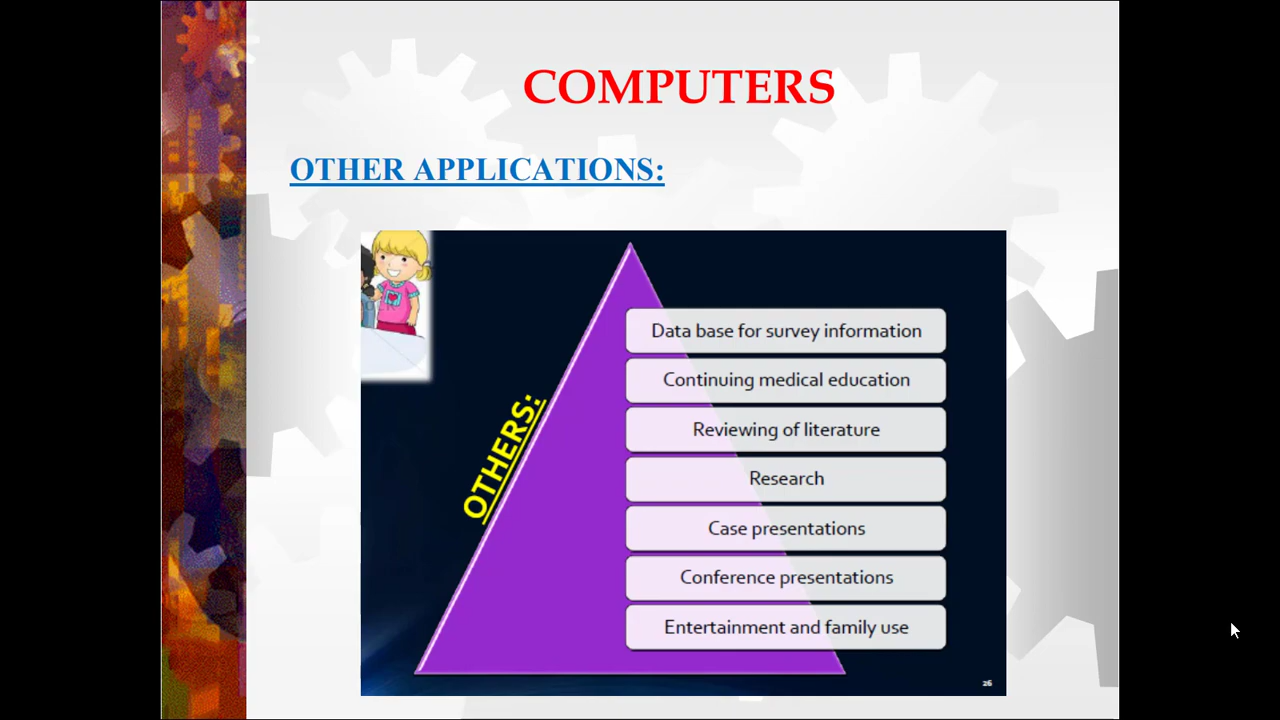 COMPUTERS
OTHER APPLICATIONS:
OTHERS:
Data base for survey information
Continuing medical education
Reviewing of literature
Research
Case presentations
Conference presentations
Entertainment and family use
26